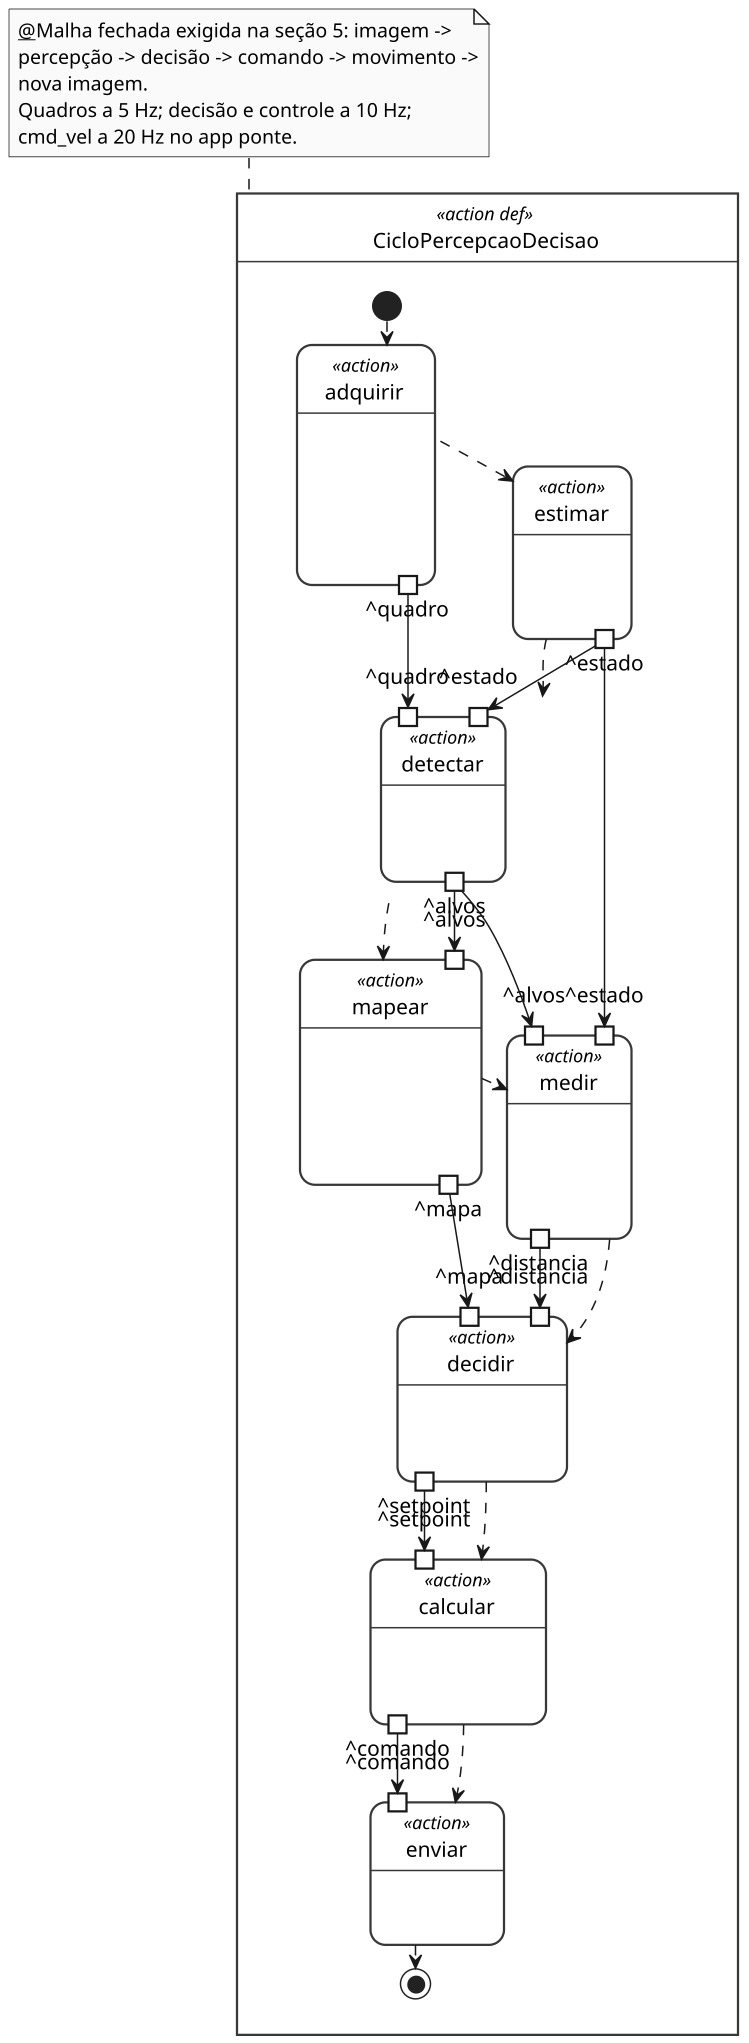 @Malha fechada exigida na seção 5: imagem ->
percepção -> decisão -> comando -> movimento ->
nova imagem.
Quadros a 5 Hz; decisão e controle a 10 Hz;
cmd_vel a 20 Hz no app ponte.
«action def»
CicloPercepcaoDecisao
«action»
adquirir
«action»
estimar
^quadro
^estado
^quadro
^estado
«action»
detectar
^alvos
^alvos
«action»
mapear
^alvos
^estado
«action»
medir
^mapa
^distancia
^mapa
^distancia
«action»
decidir
^setpoint
^setpoint
«action»
calcular
^comando
^comando
«action»
enviar